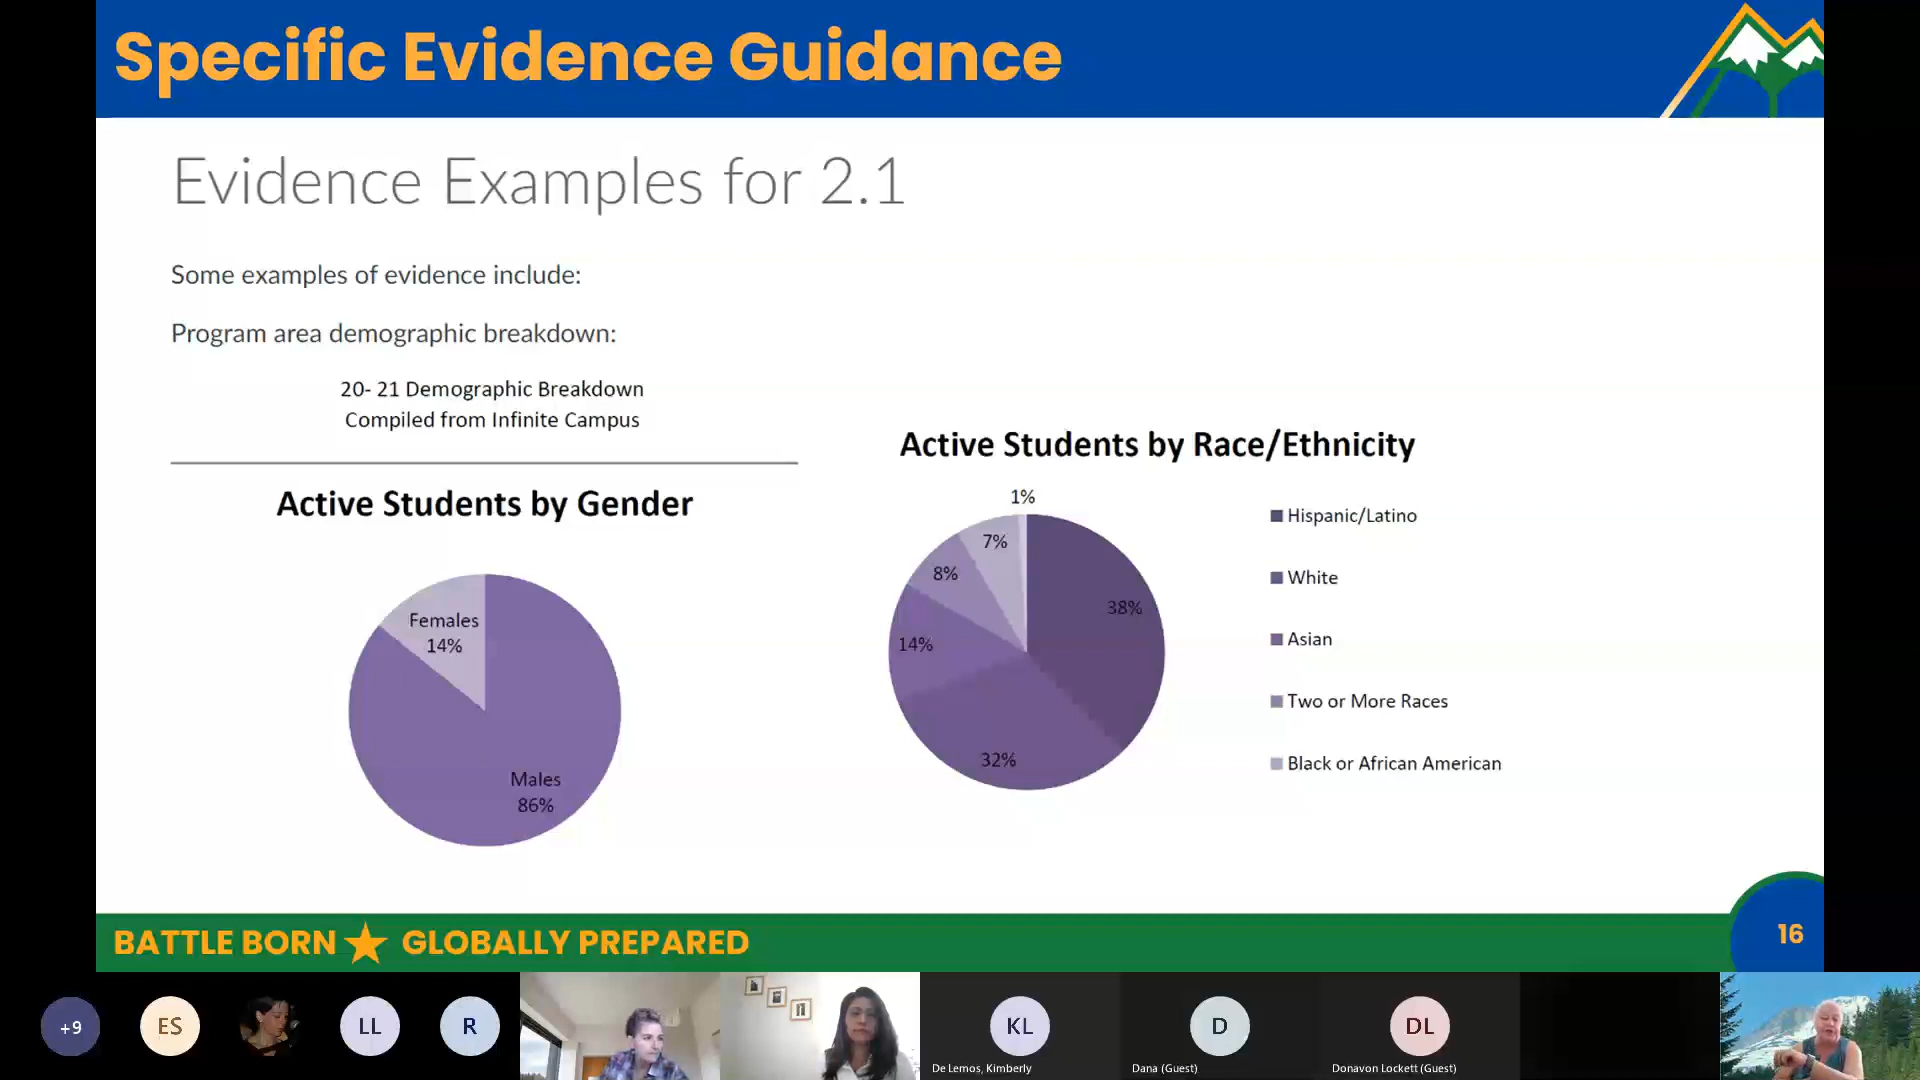 Specific Evidence Guidance
Evidence Examples for 2.1
Some examples of evidence include:
Program area demographic breakdown:
20- 21 Demographic Breakdown
Compiled from Infinite Campus
Active Students by Gender
Females
14%
Males
86%
Active Students by Race/Ethnicity
1%
7%
8%
38%
14%
32%
Hispanic/Latino
White
Asian
Two or More Races
Black or African American
BATTLE BORN GLOBALLY PREPARED
16
+9
ES
LL
R
KL
De Lemos, Kimberly
D
Dana (Guest)
DL
Donavon Lockett (Guest)